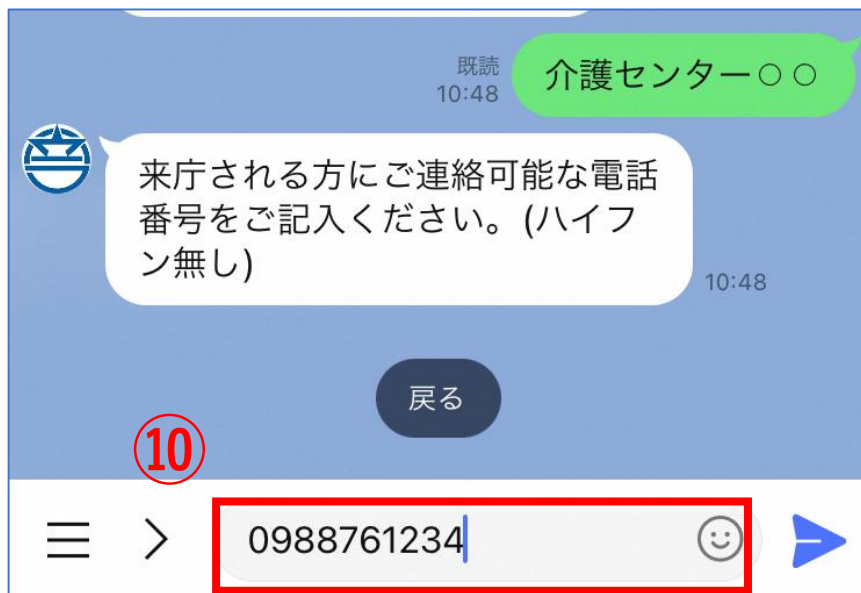 既読
10:48
介護センター○○
来庁される方にご連絡可能な電話
番号をご記入ください。(ハイフ
ン無し)
10:48
戻る
⑩
0988761234